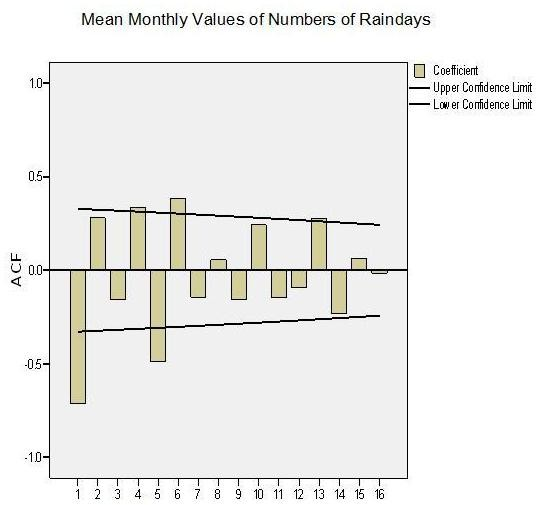 Mean Monthly Values of Numbers of Raindays
Coefficient
Upper Confidence Limit
Lower Confidence Limit
1.0
0.5
0.0
-0.5
-1.0
ACF
1 2 3 4 5 6 7 8 9 10 11 12 13 14 15 16